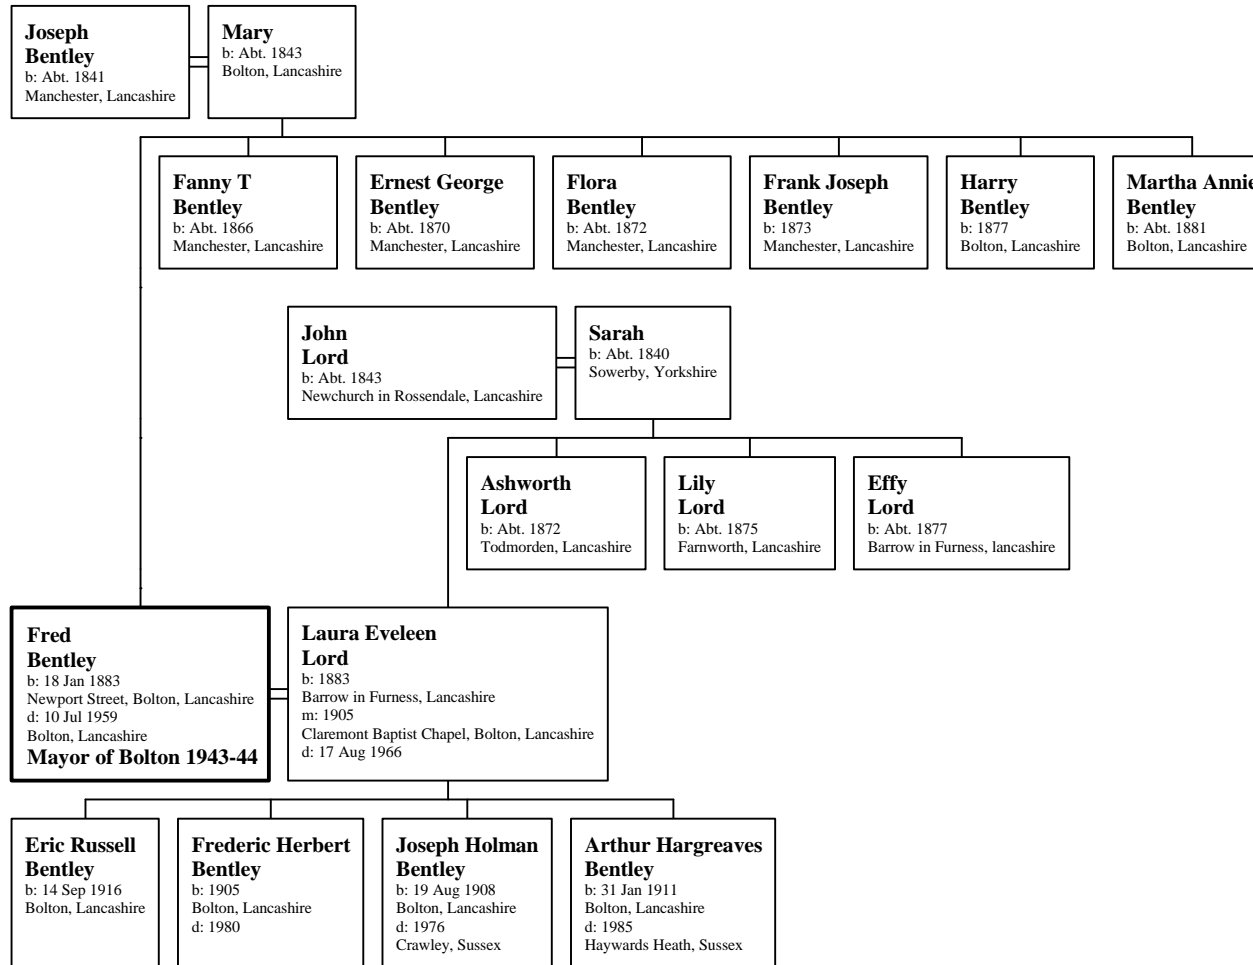 Joseph
Bentley
b: Abt. 1841
Manchester, Lancashire
Mary
b: Abt. 1843
Bolton, Lancashire
Fanny T
Bentley
b: Abt. 1866
Manchester, Lancashire
Ernest George
Bentley
b: Abt. 1870
Manchester, Lancashire
Flora
Bentley
b: Abt. 1872
Manchester, Lancashire
Frank Joseph
Bentley
b: 1873
Manchester, Lancashire
Harry
Bentley
b: 1877
Bolton, Lancashire
Martha Annie
Bentley
b: Abt. 1881
Bolton, Lancashire
John
Lord
b: Abt. 1843
Newchurch in Rossendale, Lancashire
Sarah
b: Abt. 1840
Sowerby, Yorkshire
Ashworth
Lord
b: Abt. 1872
Todmorden, Lancashire
Lily
Lord
b: Abt. 1875
Farnworth, Lancashire
Effy
Lord
b: Abt. 1877
Barrow in Furness, lancashire
Fred
Bentley
b: 18 Jan 1883
Newport Street, Bolton, Lancashire
d: 10 Jul 1959
Bolton, Lancashire
Mayor of Bolton 1943-44
Laura Eveleen
Lord
b: 1883
Barrow in Furness, Lancashire
m: 1905
Claremont Baptist Chapel, Bolton, Lancashire
d: 17 Aug 1966
Eric Russell
Bentley
b: 14 Sep 1916
Bolton, Lancashire
Frederic Herbert
Bentley
b: 1905
Bolton, Lancashire
d: 1980
Joseph Holman
Bentley
b: 19 Aug 1908
Bolton, Lancashire
d: 1976
Crawley, Sussex
Arthur Hargreaves
Bentley
b: 31 Jan 1911
Bolton, Lancashire
d: 1985
Haywards Heath, Sussex